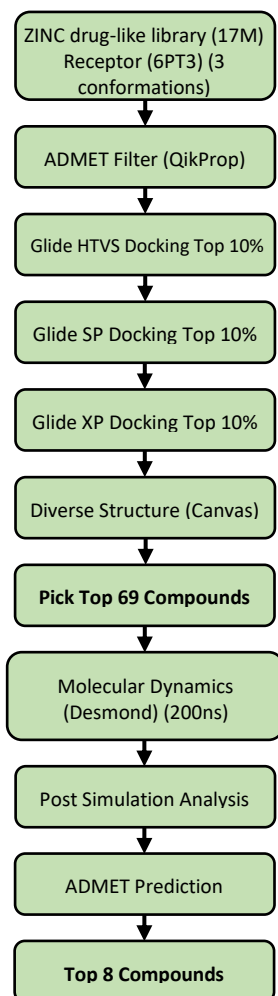 ZINC drug-like library (17M)
Receptor (6PT3) (3
conformations)
ADMET Filter (QikProp)
Glide HTVS Docking Top 10%
Glide SP Docking Top 10%
Glide XP Docking Top 10%
Diverse Structure (Canvas)
Pick Top 69 Compounds
Molecular Dynamics
(Desmond) (200ns)
Post Simulation Analysis
ADMET Prediction
Top 8 Compounds